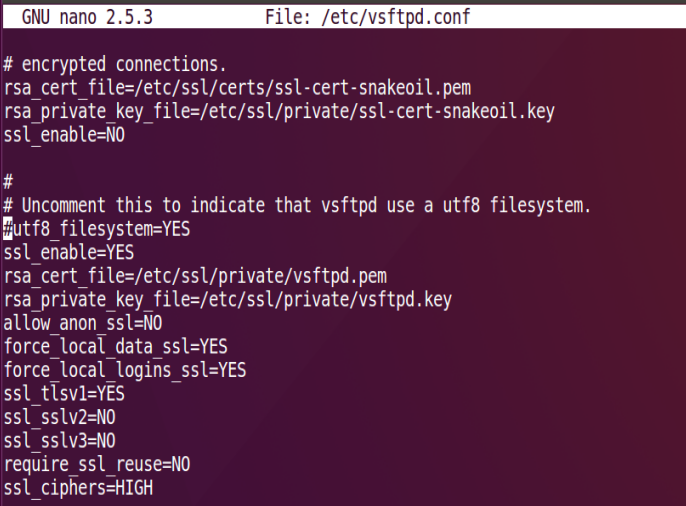 GNU nano 2.5.3 File: /etc/vsftpd.conf
# encrypted connections.
rsa_cert_file=/etc/ssl/certs/ssl-cert-snakeoil.pem
rsa_private_key_file=/etc/ssl/private/ssl-cert-snakeoil.key
ssl_enable=NO
#
# Uncomment this to indicate that vsftpd use a utf8 filesystem.
#utf8_filesystem=YES
ssl_enable=YES
rsa_cert_file=/etc/ssl/private/vsftpd.pem
rsa_private_key_file=/etc/ssl/private/vsftpd.key
allow_anon_ssl=NO
force_local_data_ssl=YES
force_local_logins_ssl=YES
ssl_tlsv1=YES
ssl_sslv2=NO
ssl_sslv3=NO
require_ssl_reuse=NO
ssl_ciphers=HIGH